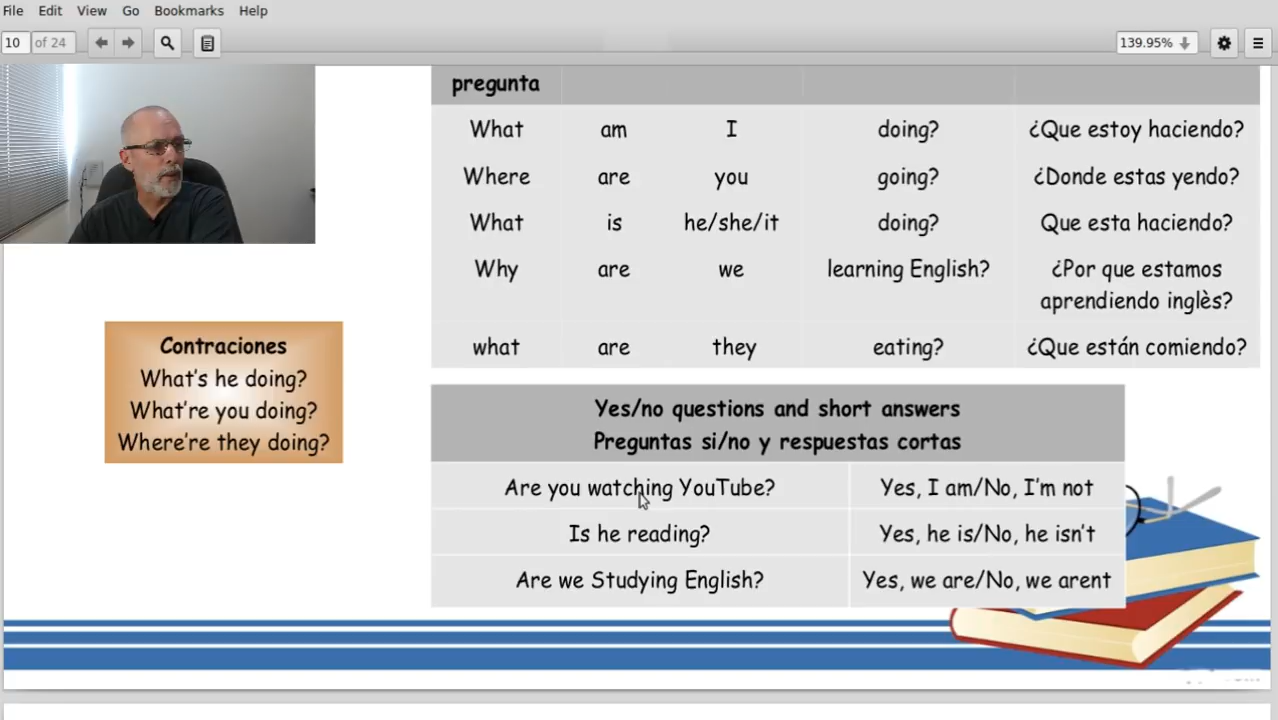 File Edit View Go Bookmarks Help
10 of 24 139.95%
pregunta
What am I doing? ¿Que estoy haciendo?
Where are you going? ¿Donde estas yendo?
What is he/she/it doing? Que esta haciendo?
Why are we learning English? ¿Por que estamos
aprendiendo inglès?
what are they eating? ¿Que están comiendo?
Contraciones
What's he doing?
What're you doing?
Where're they doing?
Yes/no questions and short answers
Preguntas si/no y respuestas cortas
Are you watching YouTube? Yes, I am/No, I'm not
Is he reading? Yes, he is/No, he isn't
Are we Studying English? Yes, we are/No, we arent